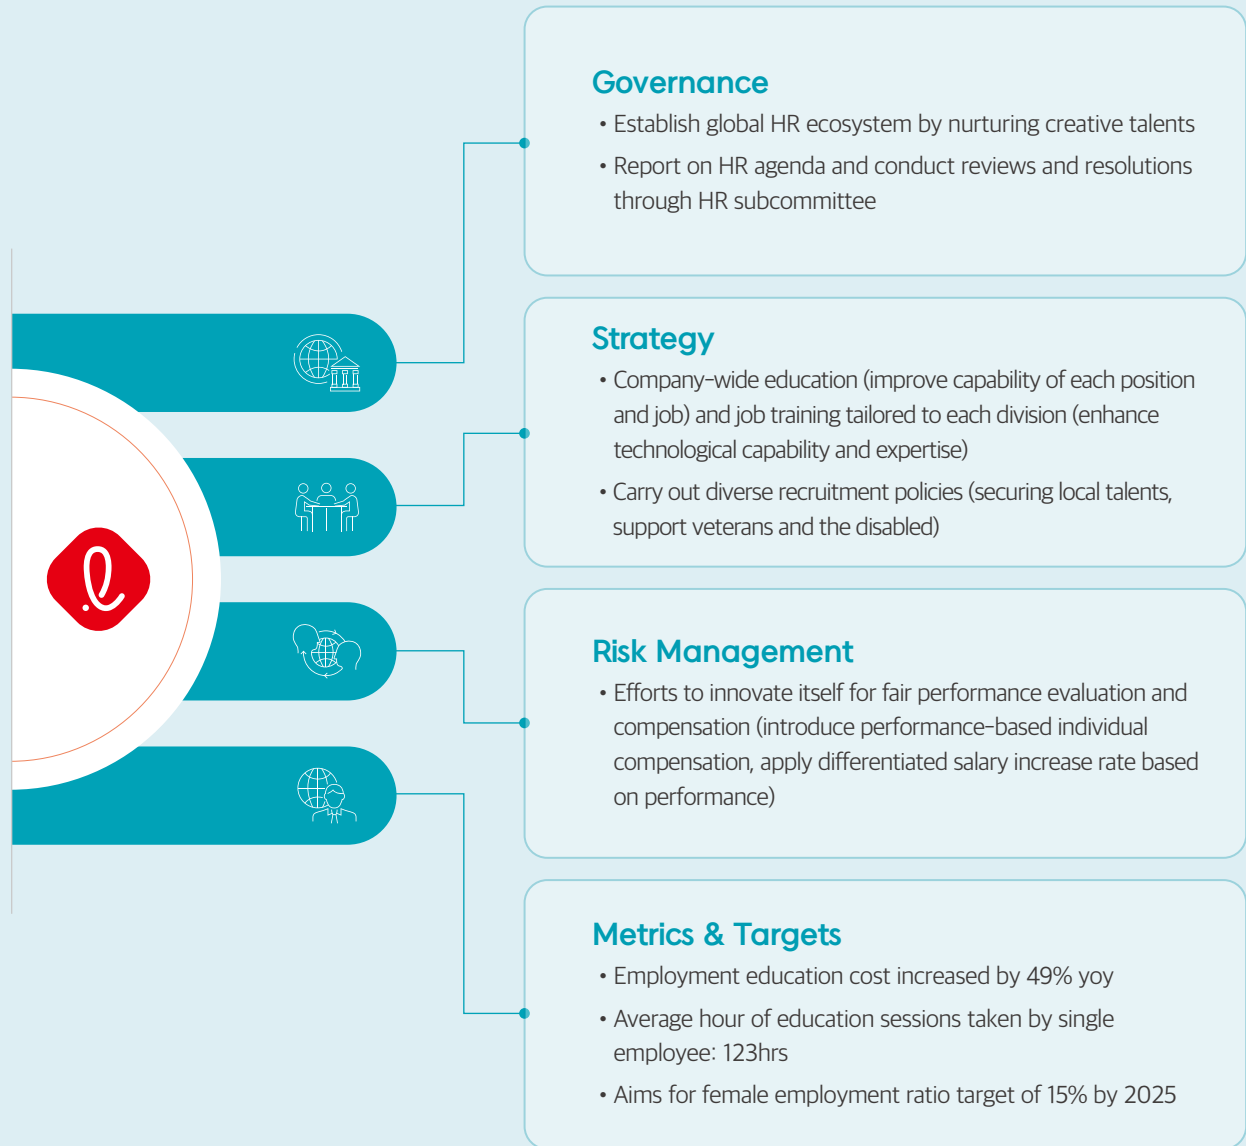 Governance
• Establish global HR ecosystem by nurturing creative talents
• Report on HR agenda and conduct reviews and resolutions
through HR subcommittee
Strategy
• Company-wide education (improve capability of each position
and job) and job training tailored to each division (enhance
technological capability and expertise)
• Carry out diverse recruitment policies (securing local talents,
support veterans and the disabled)
Risk Management
• Efforts to innovate itself for fair performance evaluation and
compensation (introduce performance-based individual
compensation, apply differentiated salary increase rate based
on performance)
Metrics & Targets
• Employment education cost increased by 49% yoy
• Average hour of education sessions taken by single
employee: 123hrs
• Aims for female employment ratio target of 15% by 2025